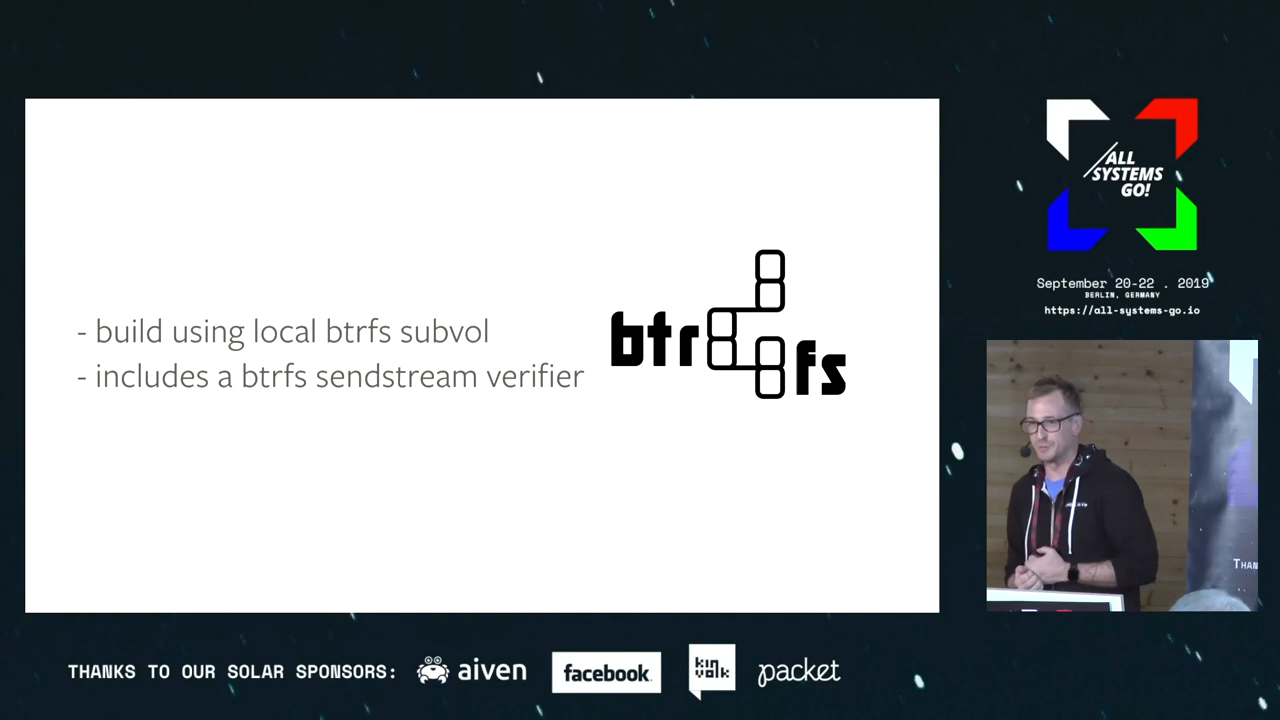 - build using local btrfs subvol
- includes a btrfs sendstream verifier
btrfs
ALL
SYSTEMS
GO!
September 20-22 . 2019
BERLIN, GERMANY
https://all-systems-go.io
THANKS TO OUR SOLAR SPONSORS:
aiven
facebook.
kinvolk
packet